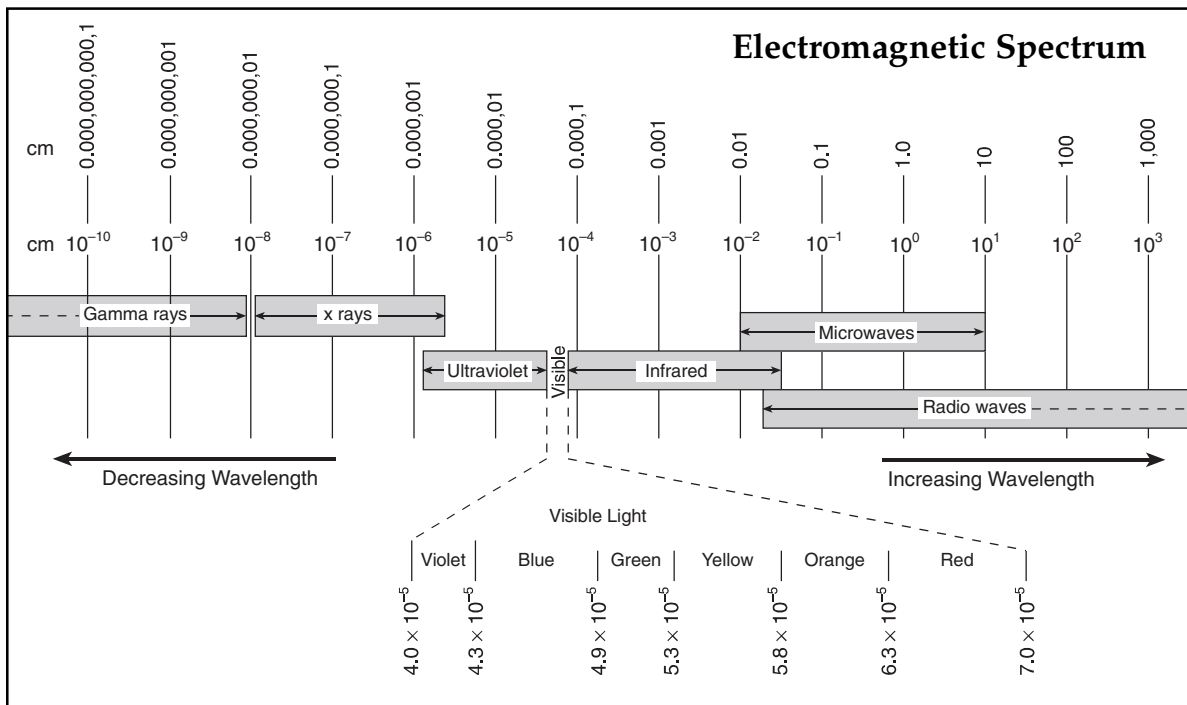 Electromagnetic Spectrum
cm 0.000,000,000,1 0.000,000,001 0.000,000,01 0.000,000,1 0.000,001 0.000,01 0.000,1 0.001 0.01 0.1 1.0 10 100 1,000
cm 10⁻¹⁰ 10⁻⁹ 10⁻⁸ 10⁻⁷ 10⁻⁶ 10⁻⁵ 10⁻⁴ 10⁻³ 10⁻² 10⁻¹ 10⁰ 10¹ 10² 10³
Gamma rays x rays Microwaves
Ultraviolet Visible Infrared
Radio waves
Decreasing Wavelength Increasing Wavelength
Visible Light
Violet Blue Green Yellow Orange Red
4.0 × 10⁻⁵ 4.3 × 10⁻⁵ 4.9 × 10⁻⁵ 5.3 × 10⁻⁵ 5.8 × 10⁻⁵ 6.3 × 10⁻⁵ 7.0 × 10⁻⁵